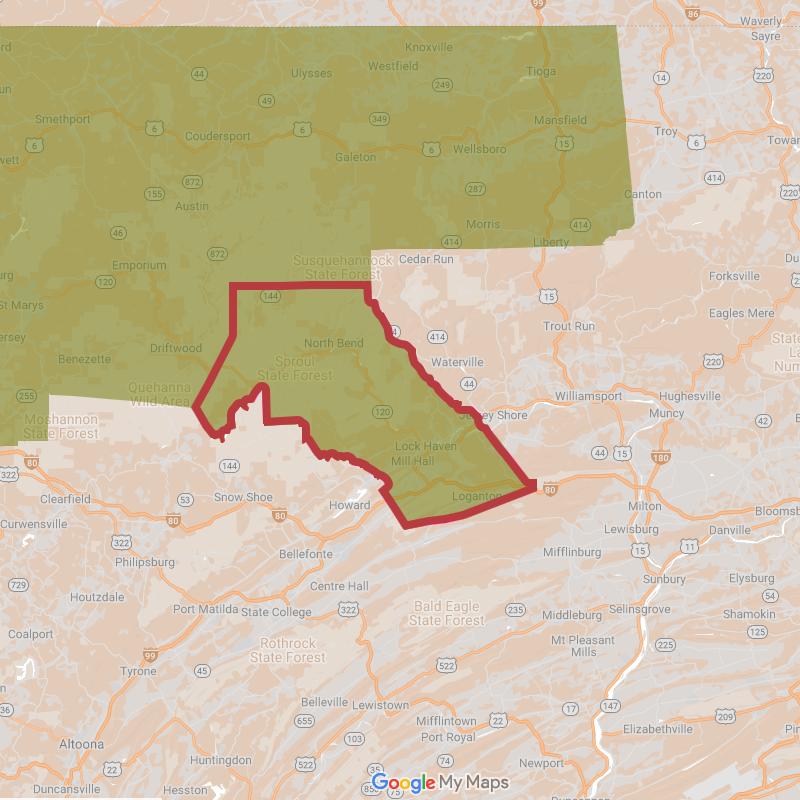 99
86
Waverly
Sayre
Knoxville
Westfield
Tioga
Ulysses
44
249
14
220
49
Smethport
6
349
Mansfield
Coudersport
6
Troy
6
Galeton
6
Wellsboro
15
6
872
287
414
220
155
Austin
Canton
46
Morris
414
872
414
Liberty
Cedar Run
Susquehannock
State Forest
Emporium
Forksville
120
144
15
St Marys
Eagles Mere
Trout Run
414
North Bend
Driftwood
Benezette
Sproul
State Forest
Waterville
220
44
Quehanna
Wild Area
255
Williamsport
Hughesville
120
Muncy
Moshannon
State Forest
42
Lock Haven
44
15
180
Mill Hall
80
322
144
80
Loganton
Clearfield
53
Snow Shoe
Howard
Milton
Curwensville
80
80
Lewisburg
Danville
322
Bellefonte
Mifflinburg
15
11
Philipsburg
Centre Hall
Sunbury
Elysburg
729
54
Houtzdale
Port Matilda
State College
322
Bald Eagle
State Forest
235
Middleburg
Selinsgrove
Shamokin
Coalport
125
Rothrock
State Forest
Mt Pleasant
Mills
225
99
Tyrone
45
522
36
Belleville
Lewistown
17
147
655
22
209
Mifflintown
Port Royal
Elizabethville
103
Altoona
Huntingdon
74
22
522
Newport
35
Google My Maps
Duncansville
Hesston